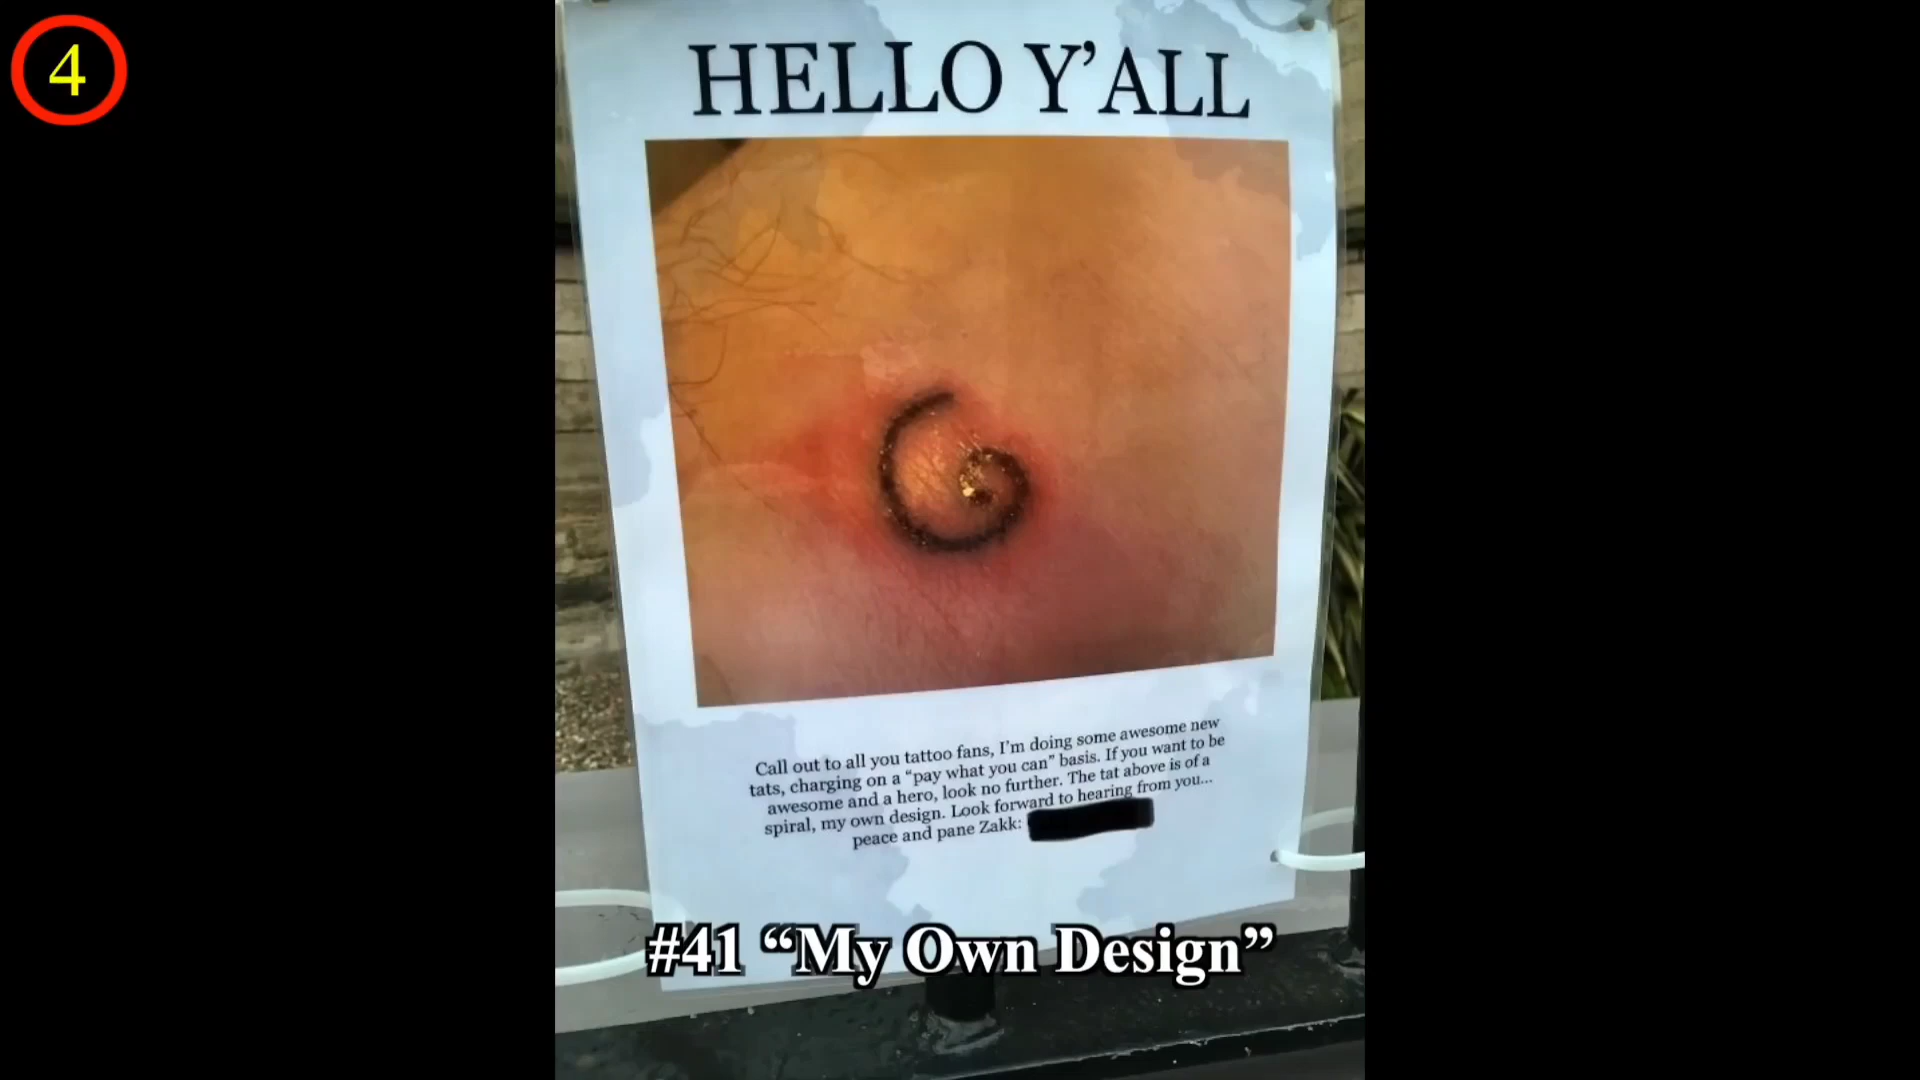 4
HELLO Y’ALL
Call out to all you tattoo fans, I’m doing some awesome new
tats, charging on a “pay what you can” basis. If you want to be
awesome and a hero, look no further. The tat above is of a
spiral, my own design. Look forward to hearing from you...
peace and pane Zakk:
#41 “My Own Design”